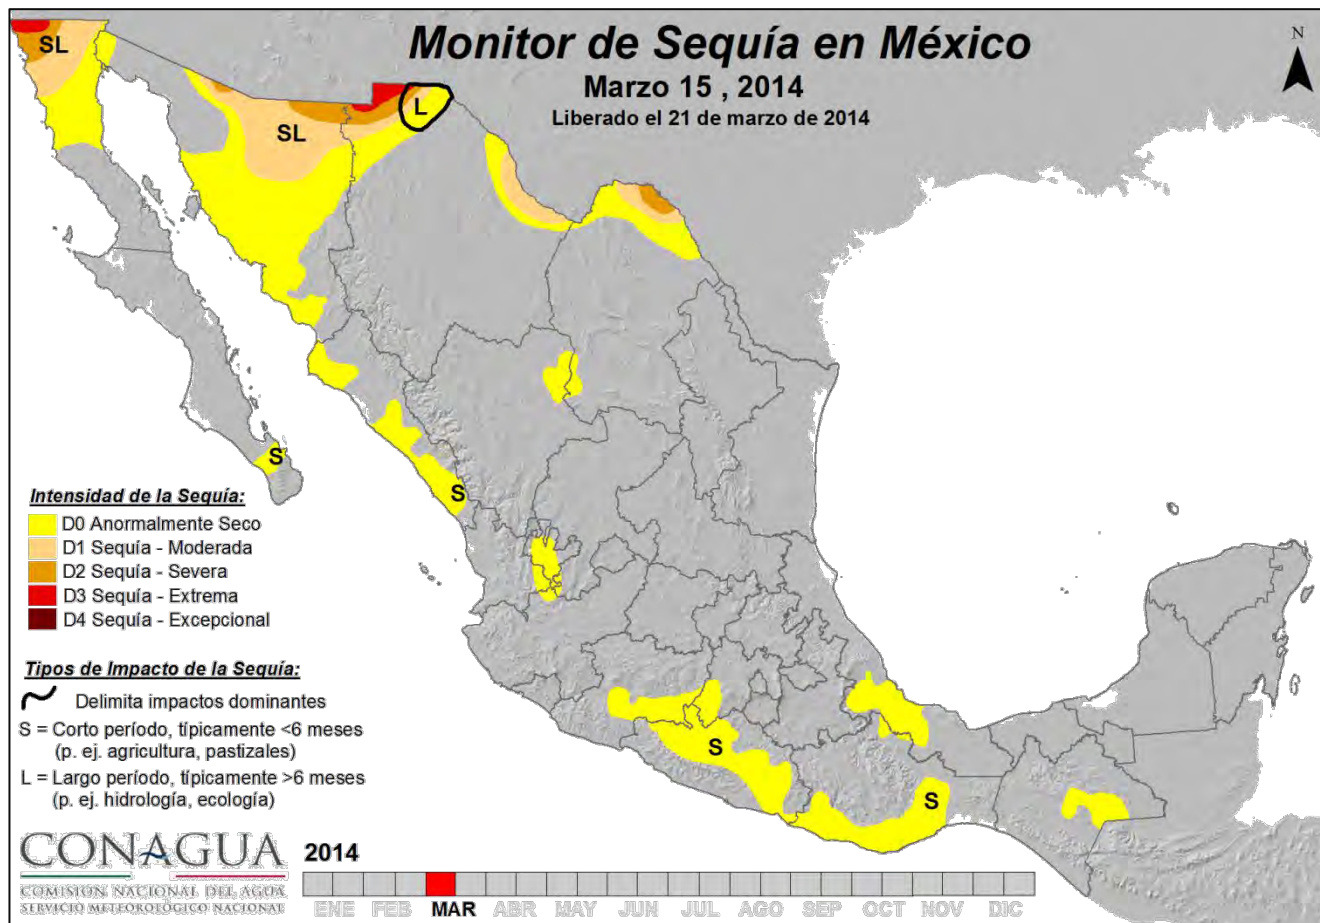 Monitor de Sequía en México
Marzo 15 , 2014
Liberado el 21 de marzo de 2014
N
SL
SL
L
S
S
S
S
Intensidad de la Sequía:
D0 Anormalmente Seco
D1 Sequía - Moderada
D2 Sequía - Severa
D3 Sequía - Extrema
D4 Sequía - Excepcional
Tipos de Impacto de la Sequía:
Delimita impactos dominantes
S = Corto período, típicamente <6 meses
(p. ej. agricultura, pastizales)
L = Largo período, típicamente >6 meses
(p. ej. hidrología, ecología)
CONAGUA
COMISIÓN NACIONAL DEL AGUA
SERVICIO METEOROLÓGICO NACIONAL
2014
ENE FEB MAR ABR MAY JUN JUL AGO SEP OCT NOV DIC